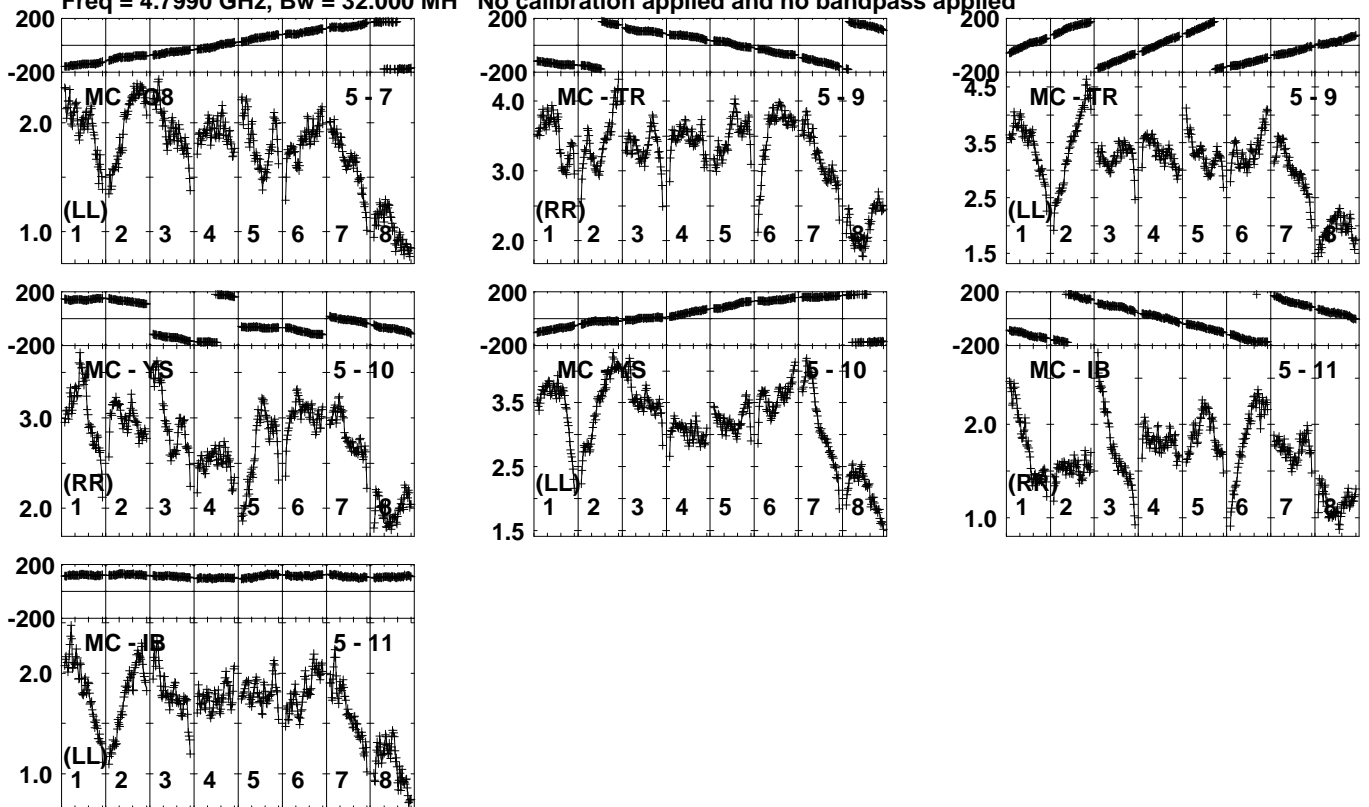 Freq = 4.7990 GHz, Bw = 32.000 MH No calibration applied and no bandpass applied
200
-200
MC - O8 5 - 7
2.0
1.0
(LL)
1 2 3 4 5 6 7 8
200
-200
MC - TR 5 - 9
4.0
3.0
2.0
(RR)
1 2 3 4 5 6 7 8
200
-200
4.5
MC - TR 5 - 9
3.5
2.5
1.5
(LL)
1 2 3 4 5 6 7 8
200
-200
MC - YS 5 - 10
3.0
2.0
(RR)
1 2 3 4 5 6 7 8
200
-200
MC - YS 5 - 10
3.5
2.5
1.5
(LL)
1 2 3 4 5 6 7 8
200
-200
MC - IB 5 - 11
2.0
1.0
(RR)
1 2 3 4 5 6 7 8
200
-200
MC - IB 5 - 11
2.0
1.0
(LL)
1 2 3 4 5 6 7 8